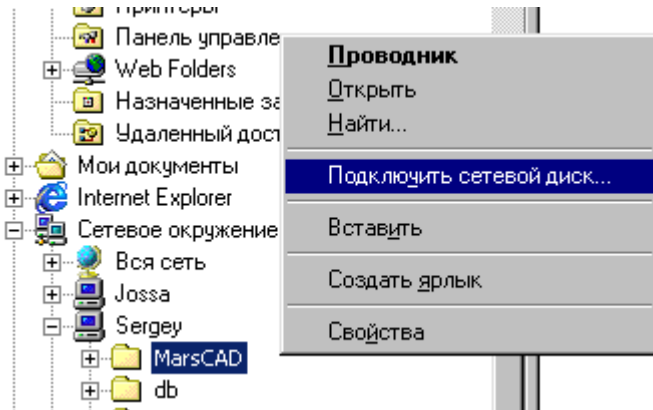 Принтеры
Панель управле
Web Folders
Назначенные за
Удаленный дост
Мои документы
Internet Explorer
Сетевое окружение
Вся сеть
Jossa
Sergey
MarsCAD
db
Проводник
Открыть
Найти...
Подключить сетевой диск...
Вставить
Создать ярлык
Свойства